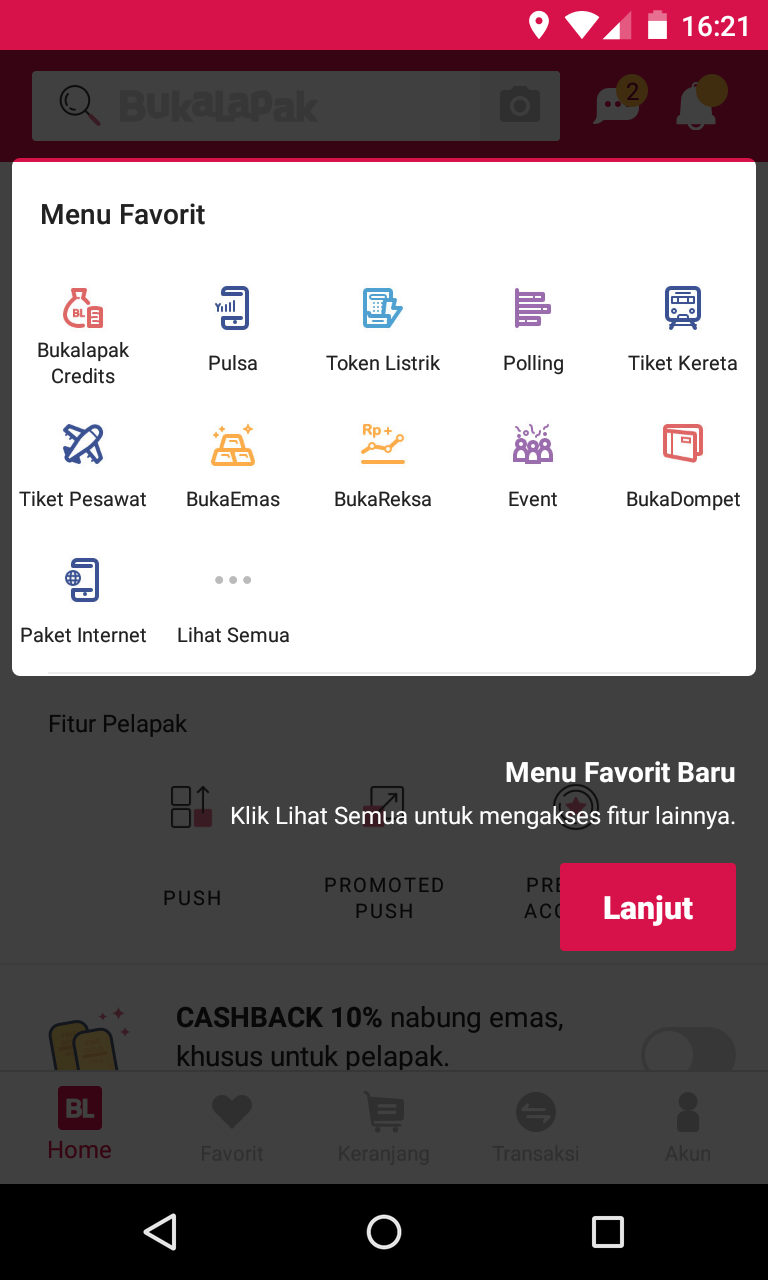 16:21
BukaLapak
2
Menu Favorit
BL
Bukalapak
Credits
Pulsa
Token Listrik
Polling
Tiket Kereta
Rp +
Tiket Pesawat
BukaEmas
BukaReksa
Event
BukaDompet
Paket Internet
Lihat Semua
Fitur Pelapak
Menu Favorit Baru
Klik Lihat Semua untuk mengakses fitur lainnya.
PUSH
PROMOTED
PUSH
Lanjut
CASHBACK 10% nabung emas,
khusus untuk pelapak.
BL
Home
Favorit
Keranjang
Transaksi
Akun